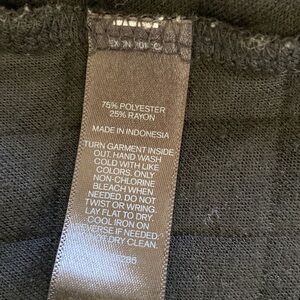 75% POLYESTER
25% RAYON
MADE IN INDONESIA
TURN GARMENT INSIDE
OUT. HAND WASH
COLD WITH LIKE
COLORS. ONLY
NON-CHLORINE
BLEACH WHEN
NEEDED. DO NOT
TWIST OR WRING.
LAY FLAT TO DRY.
COOL IRON ON
VERSE IF NEEDED.
OT DRY CLEAN.